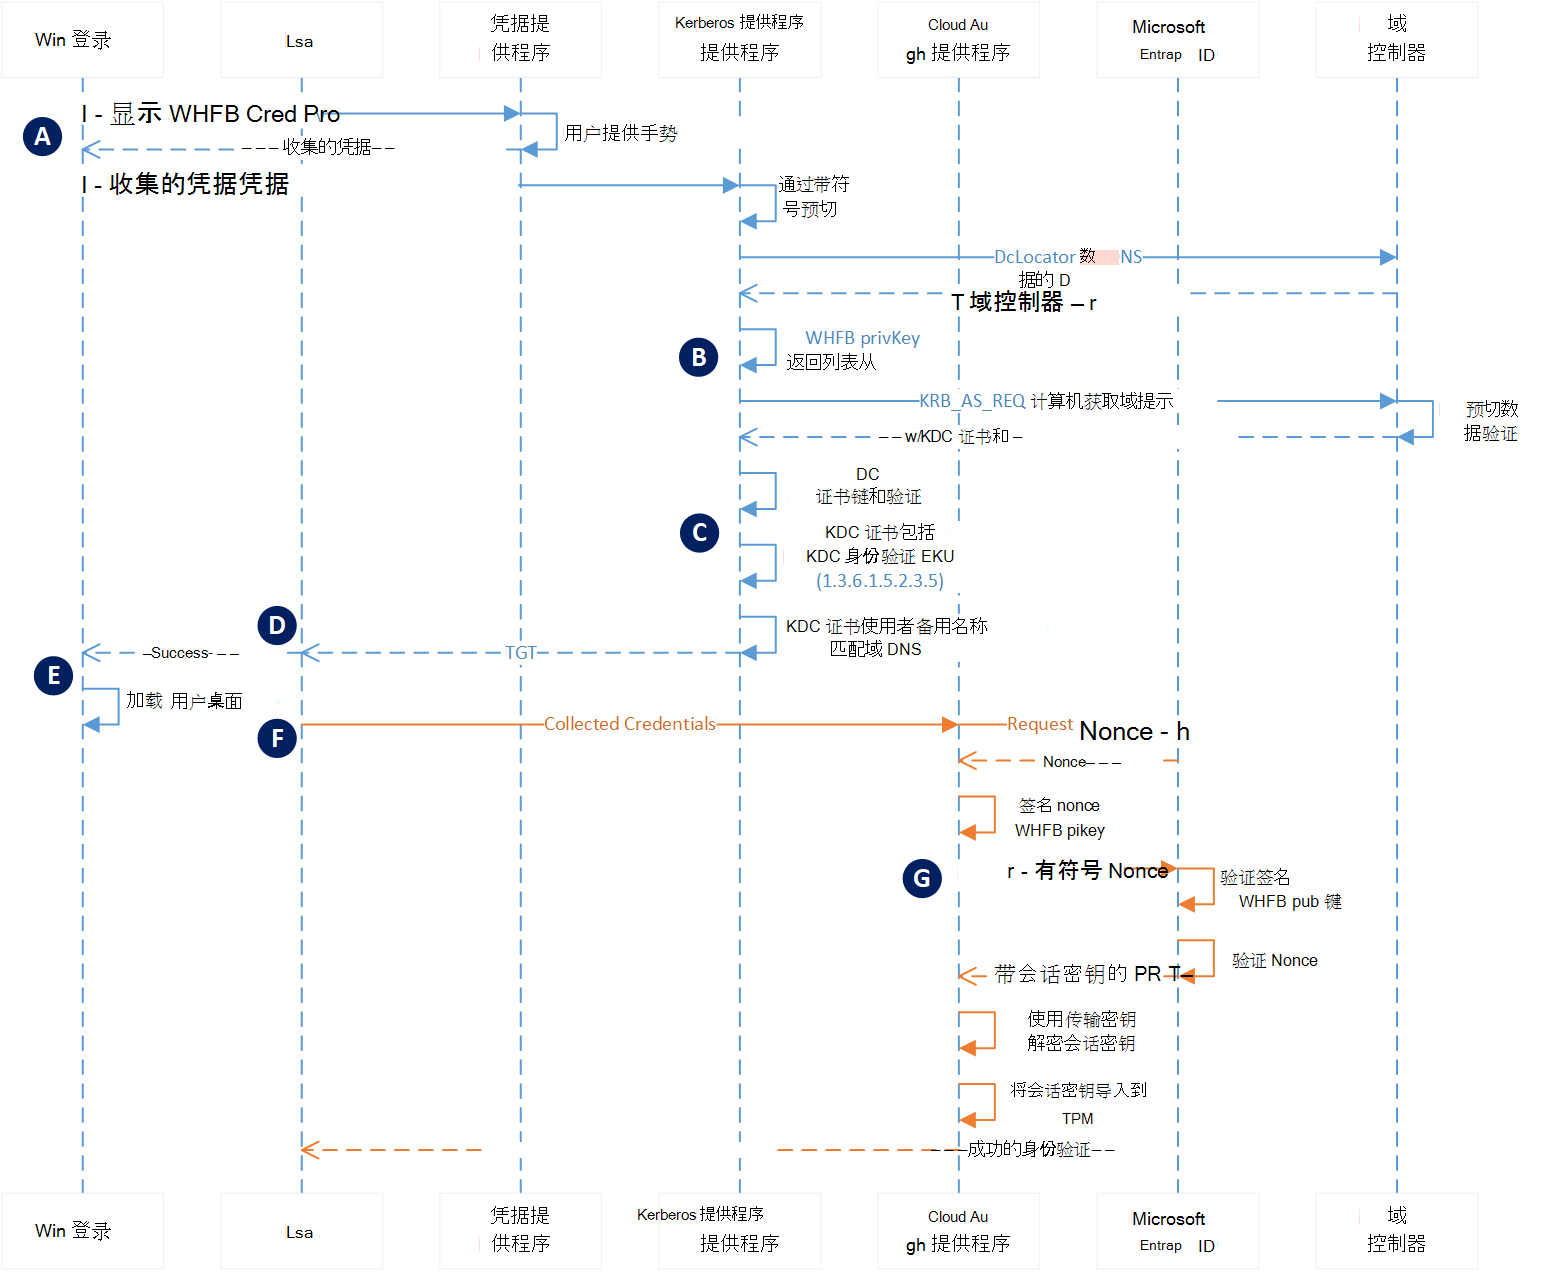 Win 登录
Lsa
凭据提
供程序
Kerberos 提供程序
提供程序
Cloud Au
gh 提供程序
Microsoft
Entrap ID
域
控制器
I - 显示 WHFB Cred Pro
A
用户提供手势
– – – 收集的凭据– –
I - 收集的凭据凭据
通过带符
号预切
DcLocator 数 NS
据的 D
T 域控制器 – r
B
WHFB privKey
返回列表从
KRB_AS_REQ 计算机获取域提示
预切数
据验证
– – w/KDC 证书和 –
DC
证书链和验证
C
KDC 证书包括
KDC 身份验证 EKU
(1.3.6.1.5.2.3.5)
D
KDC 证书使用者备用名称
匹配域 DNS
–Success- – –
TGT
E
加载 用户桌面
F
Collected Credentials
Request Nonce - h
Nonce– – –
签名 nonce
WHFB pikey
G
r - 有符号 Nonce
验证签名
WHFB pub 键
验证 Nonce
带会话密钥的 PR T–
使用传输密钥
解密会话密钥
将会话密钥导入到
TPM
– – –成功的身份验证– –
Win 登录
Lsa
凭据提
供程序
Kerberos 提供程序
提供程序
Cloud Au
gh 提供程序
Microsoft
Entrap ID
域
控制器